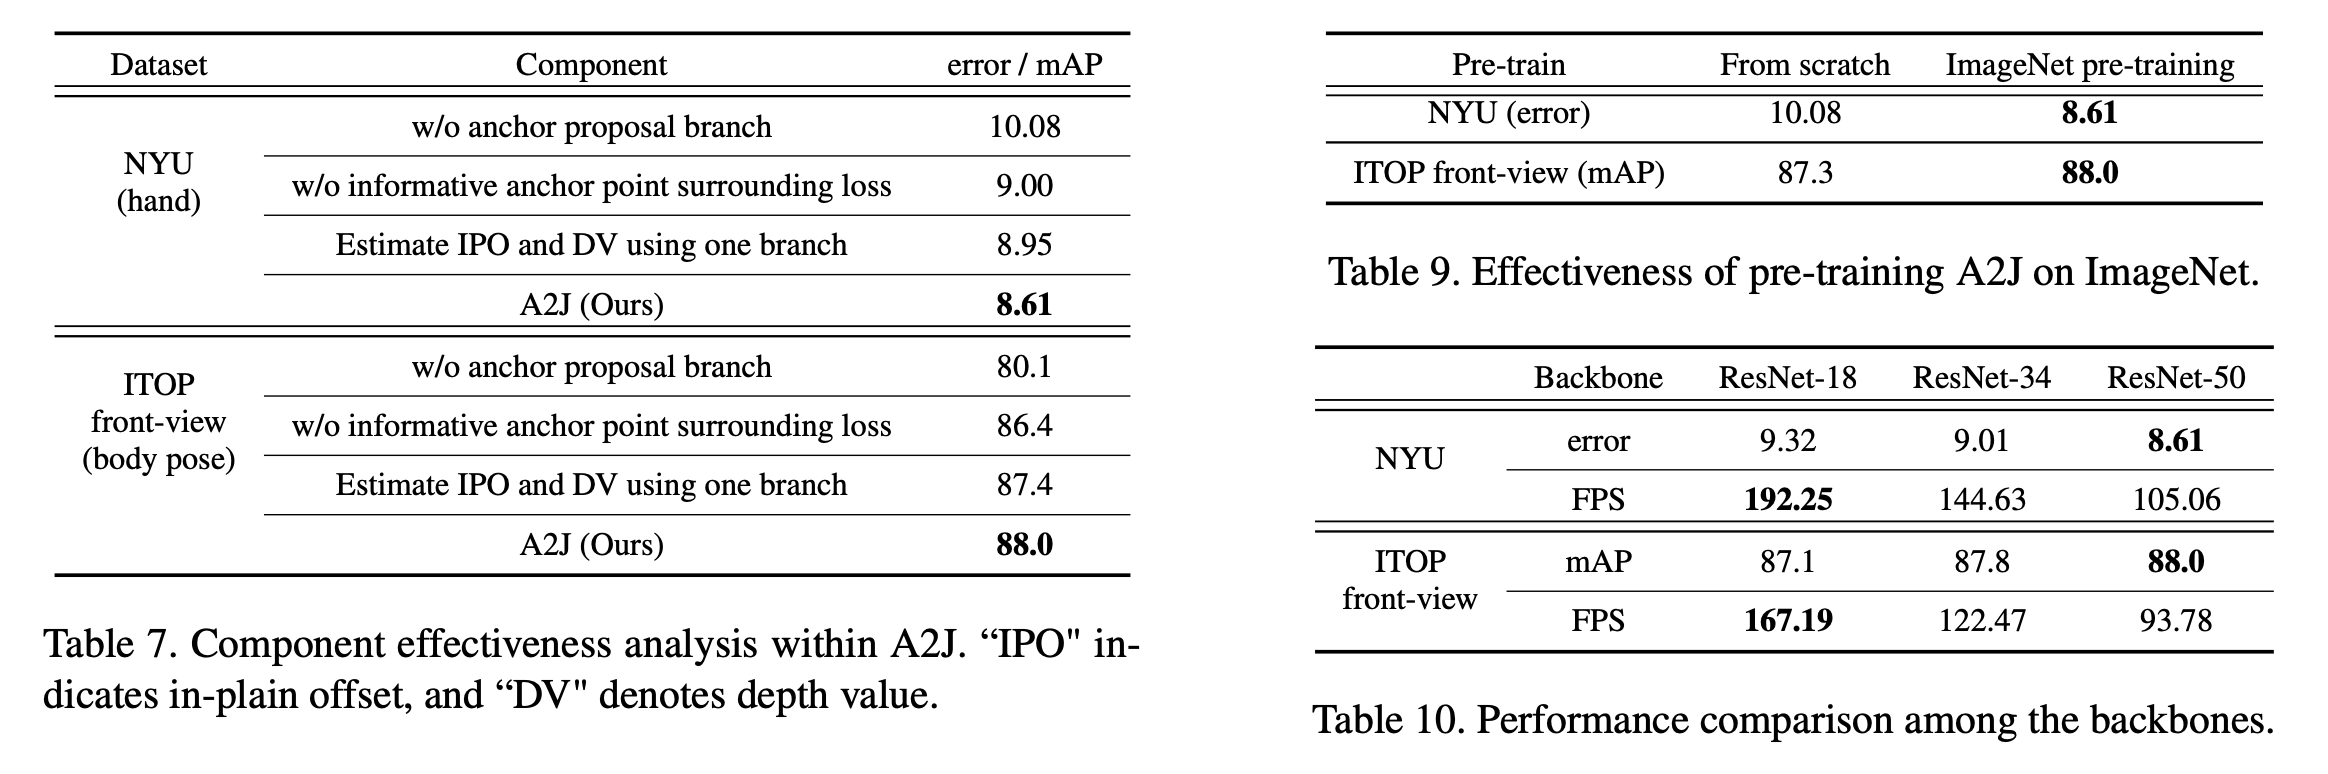 Dataset Component error / mAP
NYU (hand) w/o anchor proposal branch 10.08
w/o informative anchor point surrounding loss 9.00
Estimate IPO and DV using one branch 8.95
A2J (Ours) 8.61
ITOP front-view (body pose) w/o anchor proposal branch 80.1
w/o informative anchor point surrounding loss 86.4
Estimate IPO and DV using one branch 87.4
A2J (Ours) 88.0
Table 7. Component effectiveness analysis within A2J. “IPO" in-
dicates in-plain offset, and “DV" denotes depth value.
Pre-train From scratch ImageNet pre-training
NYU (error) 10.08 8.61
ITOP front-view (mAP) 87.3 88.0
Table 9. Effectiveness of pre-training A2J on ImageNet.
Backbone ResNet-18 ResNet-34 ResNet-50
NYU error 9.32 9.01 8.61
FPS 192.25 144.63 105.06
ITOP front-view mAP 87.1 87.8 88.0
FPS 167.19 122.47 93.78
Table 10. Performance comparison among the backbones.